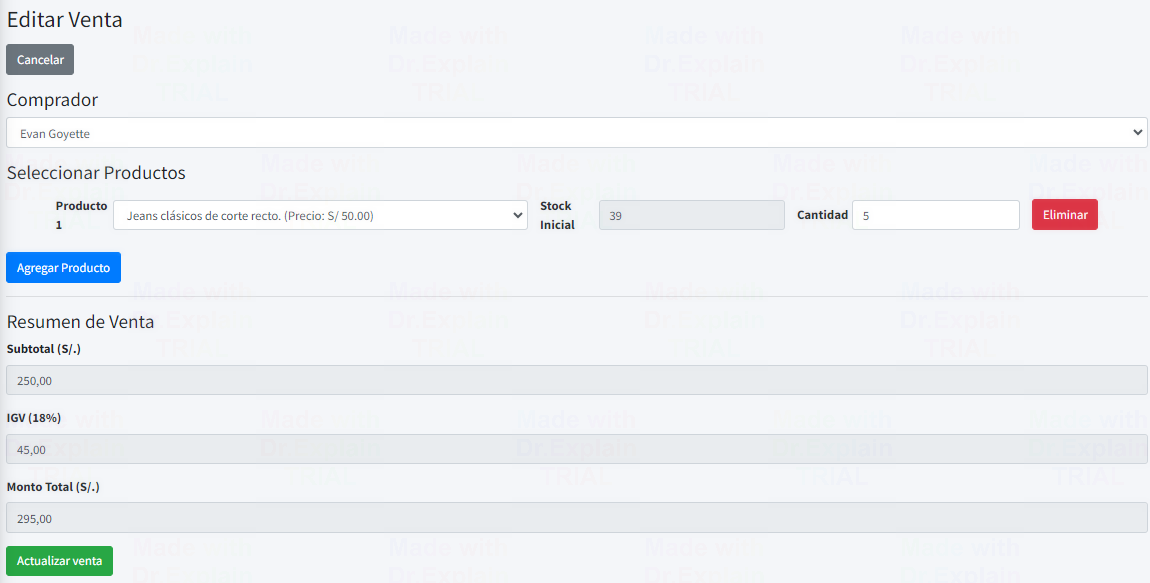 Editar Venta
Cancelar
Comprador
Evan Goyette
Seleccionar Productos
Producto 1
Jeans clásicos de corte recto. (Precio: S/ 50.00)
Stock Inicial
39
Cantidad
5
Eliminar
Agregar Producto
Resumen de Venta
Subtotal (S/.)
250,00
IGV (18%)
45,00
Monto Total (S/.)
295,00
Actualizar venta
Made with
Dr.Explain
TRIAL